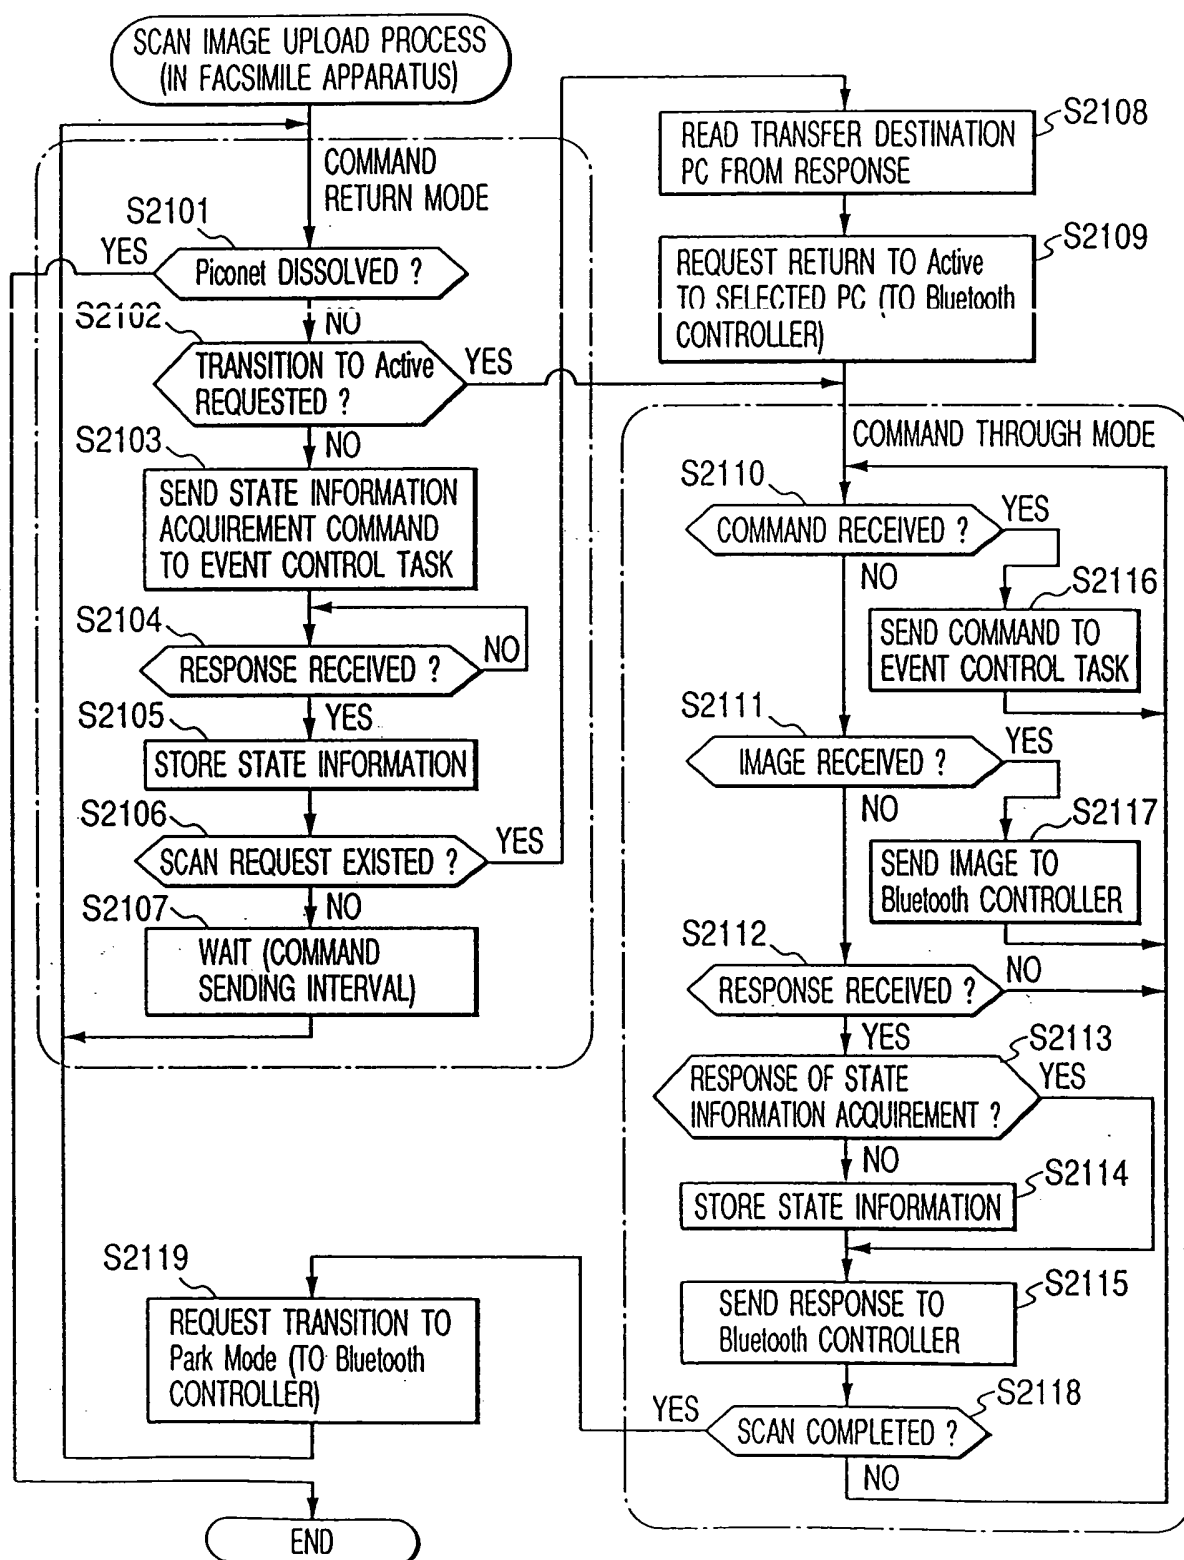 SCAN IMAGE UPLOAD PROCESS
(IN FACSIMILE APPARATUS)
COMMAND
RETURN MODE
S2101
YES
Piconet DISSOLVED ?
S2102
NO
TRANSITION TO Active
REQUESTED ?
YES
S2103
NO
SEND STATE INFORMATION
ACQUIREMENT COMMAND
TO EVENT CONTROL TASK
S2104
RESPONSE RECEIVED ?
NO
S2105
YES
STORE STATE INFORMATION
S2106
SCAN REQUEST EXISTED ?
YES
S2107
NO
WAIT (COMMAND
SENDING INTERVAL)
S2108
READ TRANSFER DESTINATION
PC FROM RESPONSE
S2109
REQUEST RETURN TO Active
TO SELECTED PC (TO Bluetooth
CONTROLLER)
COMMAND THROUGH MODE
S2110
COMMAND RECEIVED ?
YES
NO
S2116
SEND COMMAND TO
EVENT CONTROL TASK
S2111
IMAGE RECEIVED ?
YES
NO
S2117
SEND IMAGE TO
Bluetooth CONTROLLER
S2112
RESPONSE RECEIVED ?
NO
YES
S2113
RESPONSE OF STATE
INFORMATION ACQUIREMENT ?
YES
NO
S2114
STORE STATE INFORMATION
S2115
SEND RESPONSE TO
Bluetooth CONTROLLER
S2118
YES
SCAN COMPLETED ?
NO
S2119
REQUEST TRANSITION TO
Park Mode (TO Bluetooth
CONTROLLER)
END